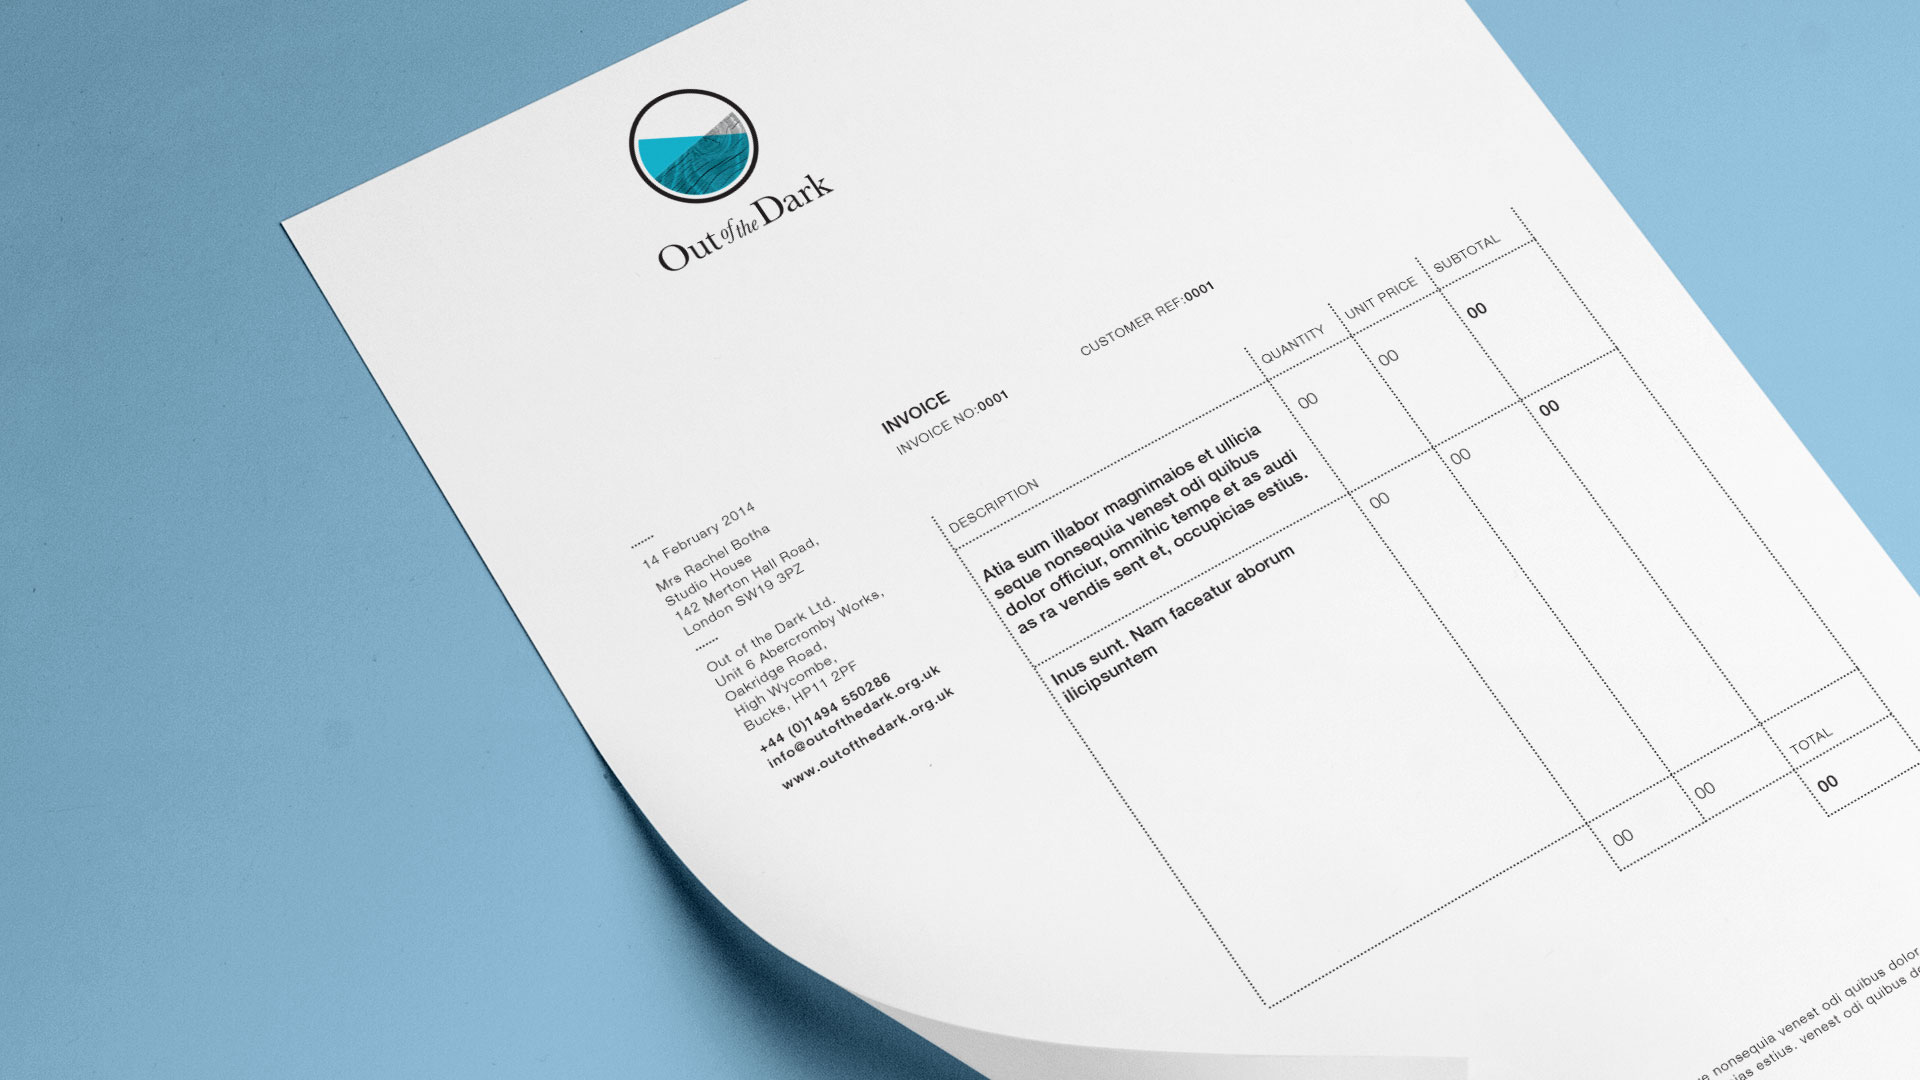 Out of the Dark
CUSTOMER REF:0001
INVOICE
INVOICE NO:0001
14 February 2014
Mrs Rachel Botha
Studio House
142 Merton Hall Road,
London SW19 3PZ
Out of the Dark Ltd.
Unit 6 Abercromby Works,
Oakridge Road,
High Wycombe,
Bucks, HP11 2PF
+44 (0)1494 550286
info@outofthedark.org.uk
www.outofthedark.org.uk
DESCRIPTION QUANTITY UNIT PRICE SUBTOTAL
Atia sum illabor magnimaios et ullicia
seque nonsequia venest odi quibus
dolor officiur, omnihic tempe et as audi
as ra vendis sent et, occupicias estius.
00 00 00
Inus sunt. Nam faceatur aborum
ilicipsuntem
00 00 00
TOTAL
00 00 00
nonsequia venest odi quibus dolor
estius. venest odi quibus